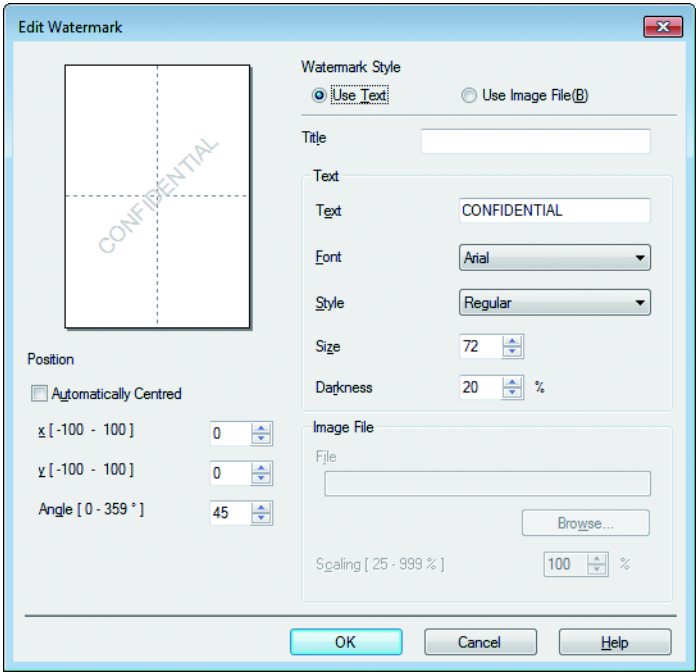 Edit Watermark
CONFIDENTIAL
Watermark Style
Use Text
Use Image File(B)
Title
Text
Text CONFIDENTIAL
Font Arial
Style Regular
Size 72
Darkness 20 %
Position
Automatically Centred
x [ -100 - 100 ] 0
y [ -100 - 100 ] 0
Angle [ 0 - 359 ° ] 45
Image File
File
Browse...
Scaling [ 25 - 999 % ] 100 %
OK
Cancel
Help